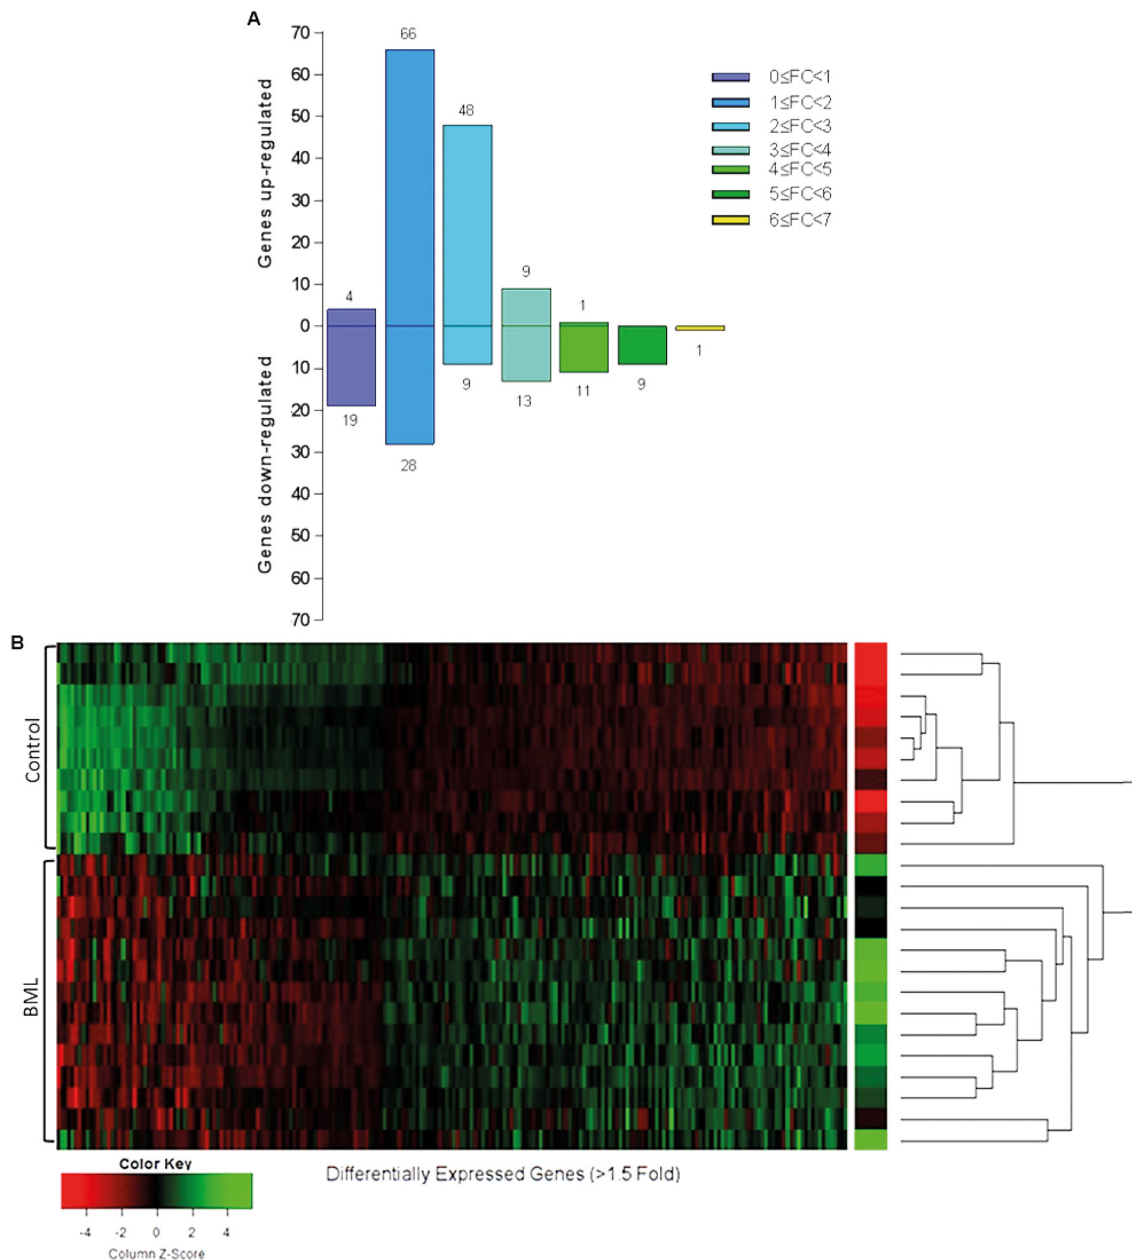 A
70
60
50
40
30
20
10
0
10
20
30
40
50
60
70
Genes up-regulated
Genes down-regulated
66
48
9
4
1
19
28
9
13
11
9
1
0≤FC<1
1≤FC<2
2≤FC<3
3≤FC<4
4≤FC<5
5≤FC<6
6≤FC<7
B
Control
BML
Color Key
-4 -2 0 2 4
Column Z-Score
Differentially Expressed Genes (>1.5 Fold)